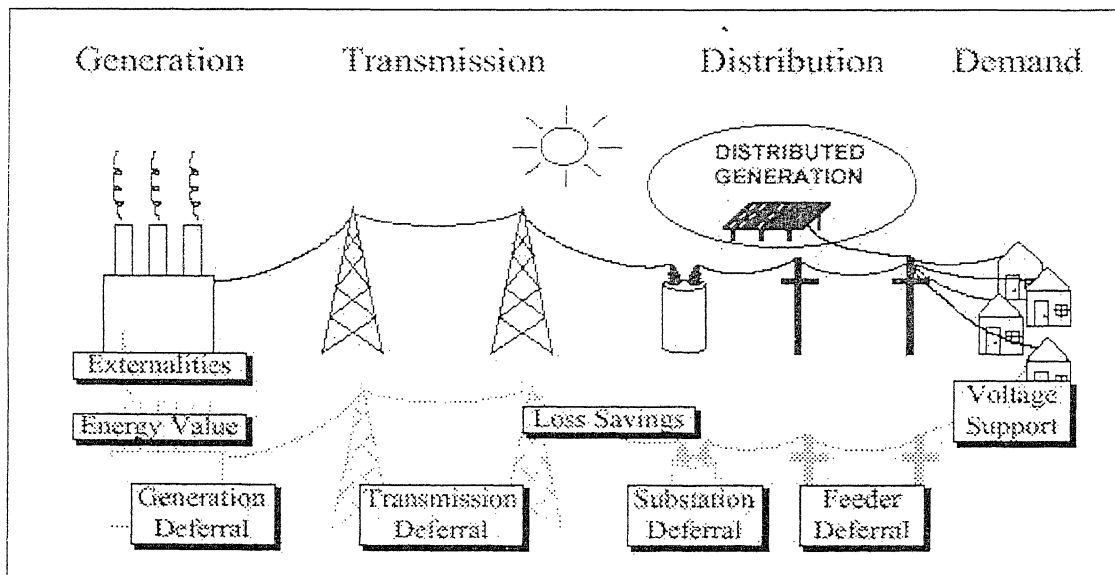 Generation Transmission Distribution Demand
DISTRIBUTED
GENERATION
Externalities
Energy Value
Loss Savings
Voltage
Support
Generation
Deferral
Transmission
Deferral
Substation
Deferral
Feeder
Deferral